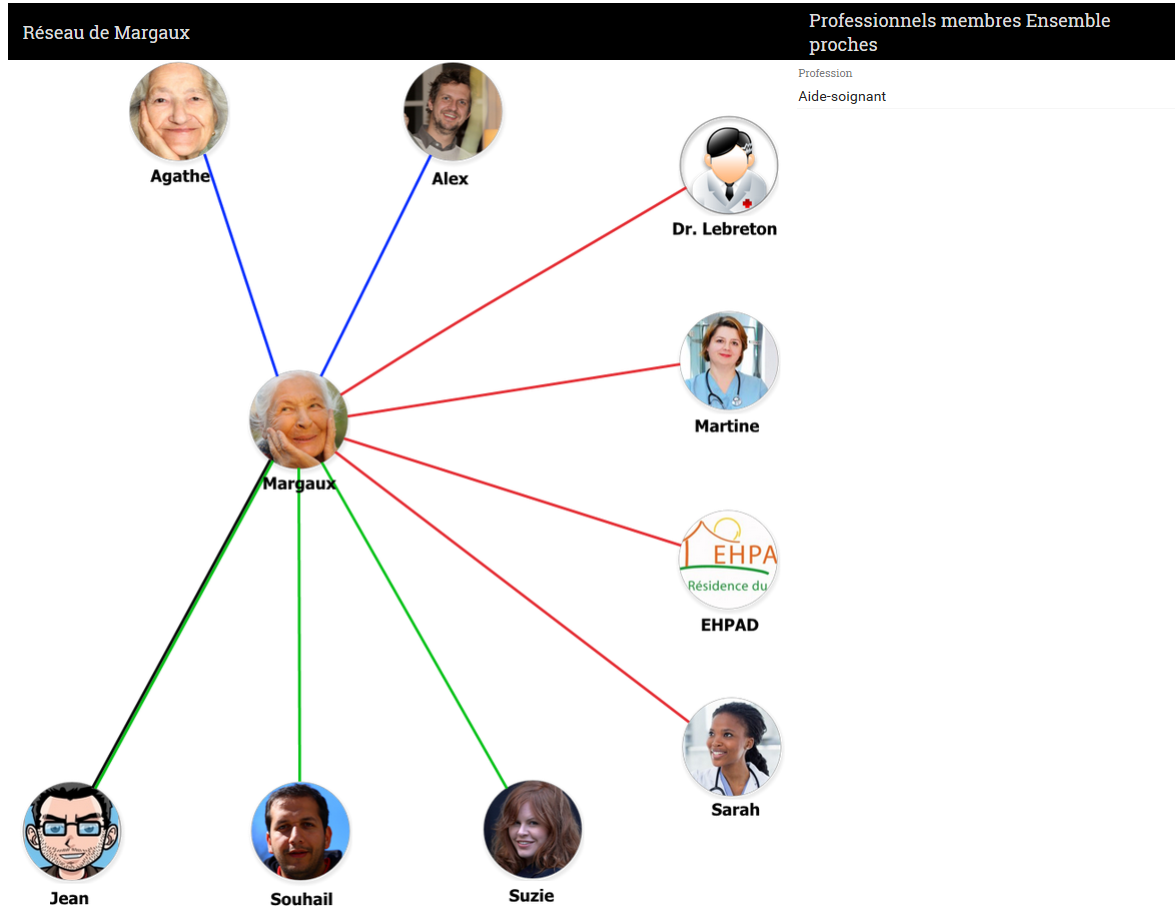 Réseau de Margaux
Professionnels membres Ensemble
proches
Profession
Aide-soignant
Agathe
Alex
Dr. Lebreton
Martine
Margaux
EHPA
Résidence du
EHPAD
Sarah
Jean
Souhail
Suzie